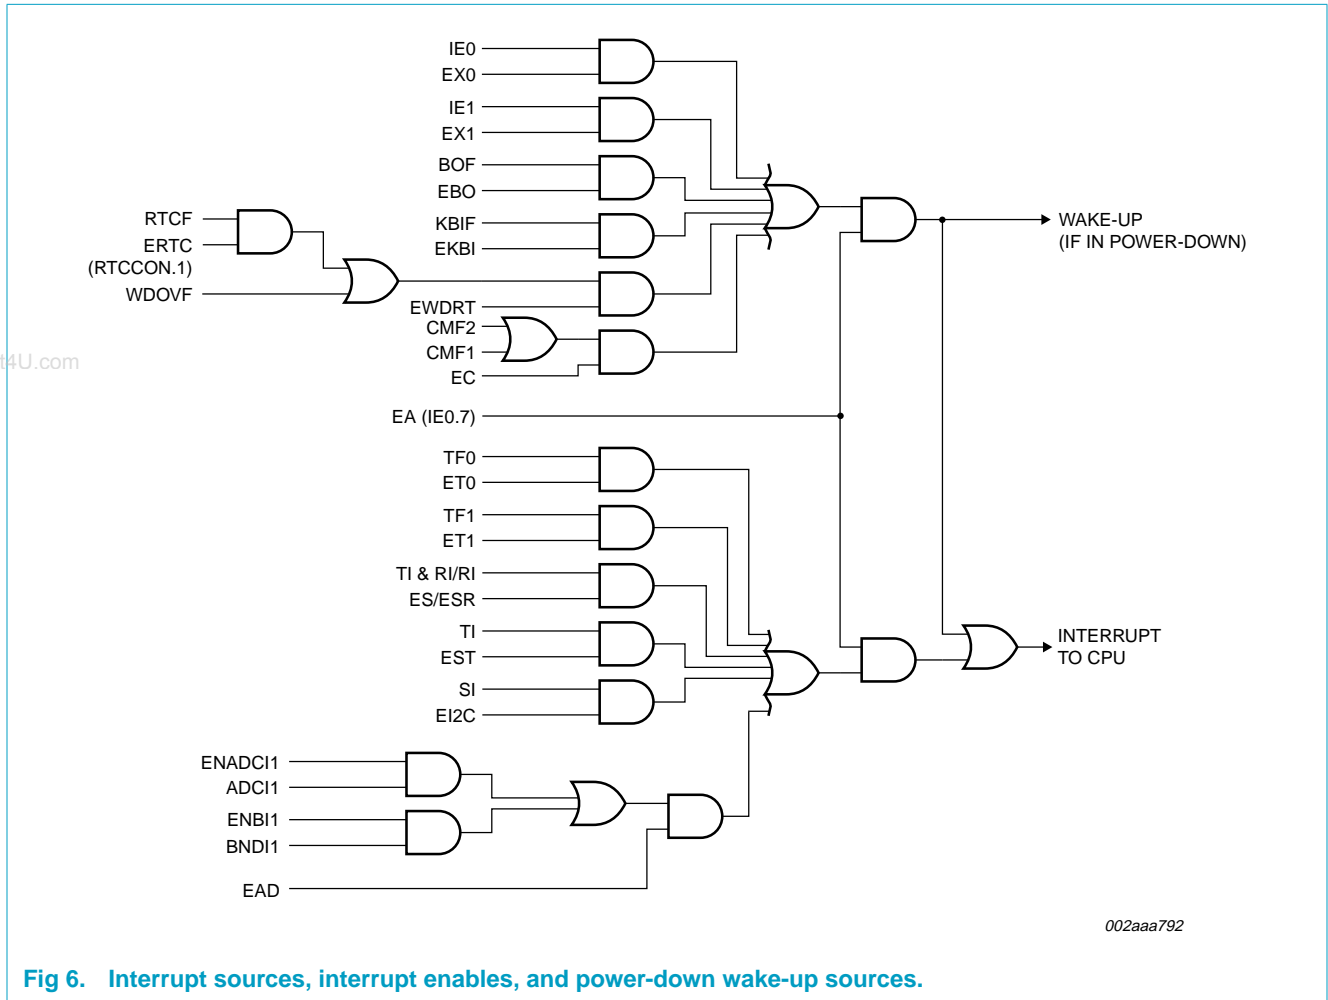 IE0
EX0
IE1
EX1
BOF
EBO
RTCF
KBIF
ERTC
EKBI
(RTCCON.1)
WDOVF
EWDRT
CMF2
CMF1
EC
WAKE-UP
(IF IN POWER-DOWN)
t4U.com
EA (IE0.7)
TF0
ET0
TF1
ET1
TI & RI/RI
ES/ESR
TI
EST
SI
EI2C
INTERRUPT
TO CPU
ENADCI1
ADCI1
ENBI1
BNDI1
EAD
002aaa792
Fig 6. Interrupt sources, interrupt enables, and power-down wake-up sources.